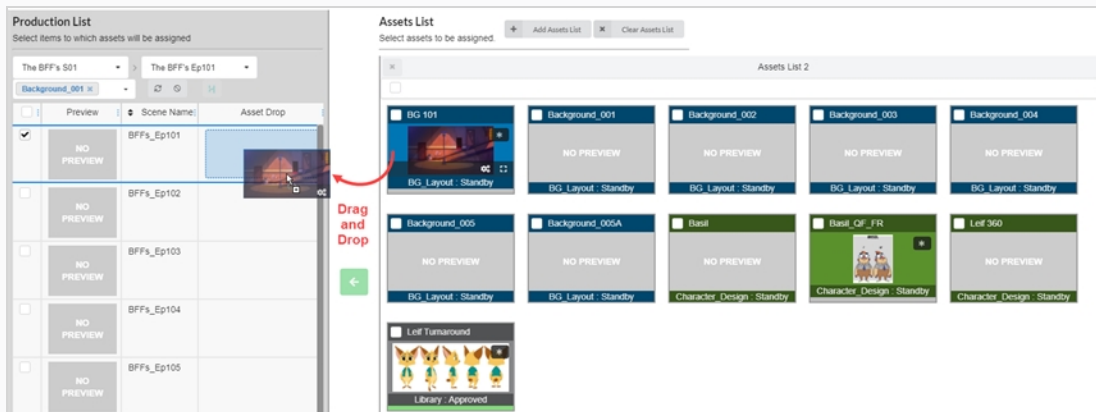 Production List
Select items to which assets will be assigned
The BFF's S01 > The BFF's Ep101
Background_001 ×
Preview Scene Name Asset Drop
NO PREVIEW BFFs_Ep101
NO PREVIEW BFFs_Ep102
NO PREVIEW BFFs_Ep103
NO PREVIEW BFFs_Ep104
NO PREVIEW BFFs_Ep105
Drag
and
Drop
Assets List
Select assets to be assigned.
Add Assets List Clear Assets List
Assets List 2
BG 101 Background_001 Background_002 Background_003 Background_004
NO PREVIEW NO PREVIEW NO PREVIEW NO PREVIEW
BG_Layout : Standby BG_Layout : Standby BG_Layout : Standby BG_Layout : Standby BG_Layout : Standby
Background_005 Background_005A Basil Basil_QF_FR Leif 360
NO PREVIEW NO PREVIEW NO PREVIEW NO PREVIEW
BG_Layout : Standby BG_Layout : Standby Character_Design : Standby Character_Design : Standby Character_Design : Standby
Leif Turnaround
Library : Approved